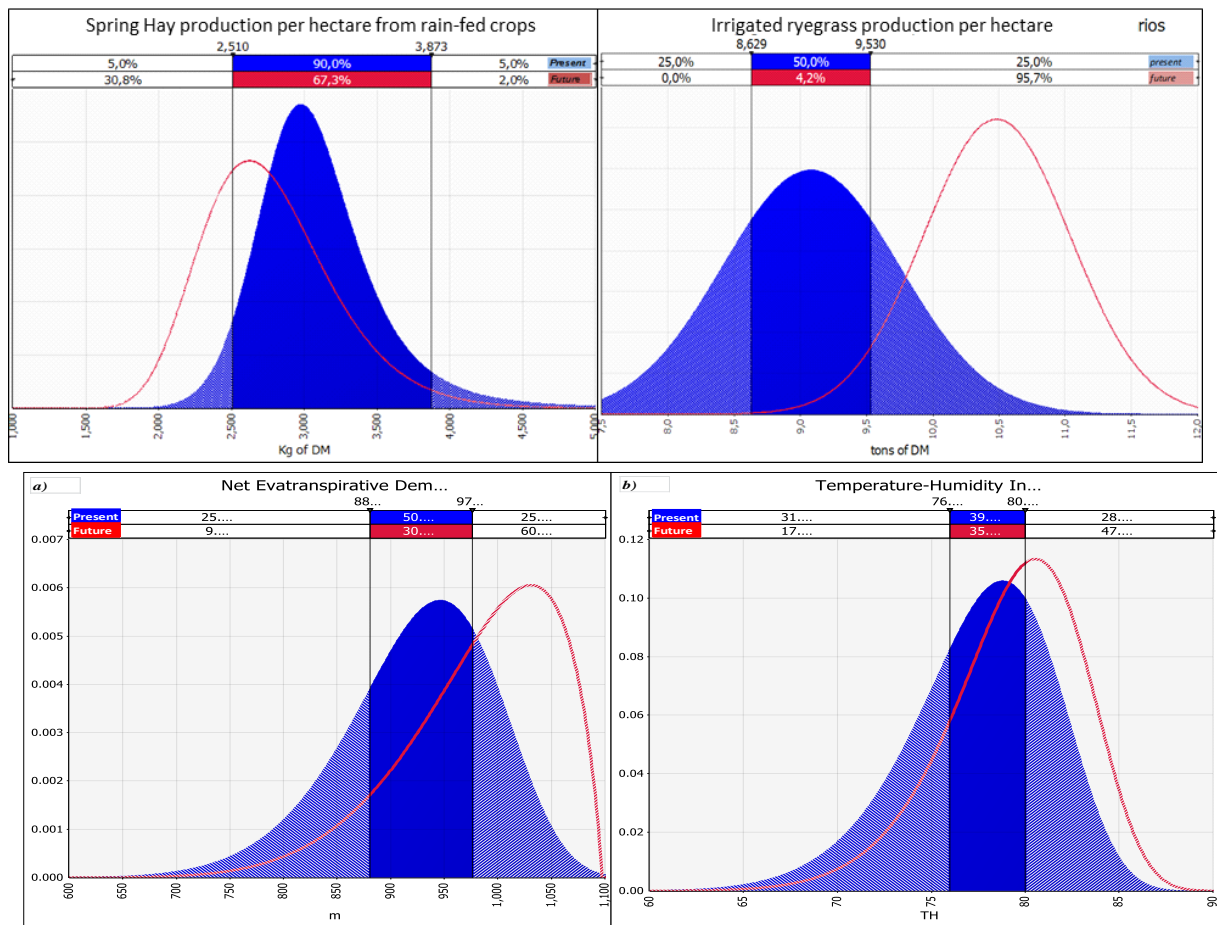 Spring Hay production per hectare from rain-fed crops
2,510 3,873
5,0% 90,0% 5,0% Present
30,8% 67,3% 2,0% Future
1,000 1,500 2,000 2,500 3,000 3,500 4,000 4,500 5,000
Kg of DM
Irrigated ryegrass production per hectare rios
8,629 9,530
25,0% 50,0% 25,0% present
0,0% 4,2% 95,7% future
7,5 8,0 8,5 9,0 9,5 10,0 10,5 11,0 11,5 12,0
tons of DM
a) Net Evatranspirative Dem...
88... 97...
Present 25.... 50.... 25....
Future 9.... 30.... 60....
0.007
0.006
0.005
0.004
0.003
0.002
0.001
0.000
600 650 700 750 800 850 900 950 1,000 1,050 1,100
m
b) Temperature-Humidity In...
76... 80...
Present 31.... 39.... 28....
Future 17.... 35.... 47....
0.12
0.10
0.08
0.06
0.04
0.02
0.00
60 65 70 75 80 85 90
TH